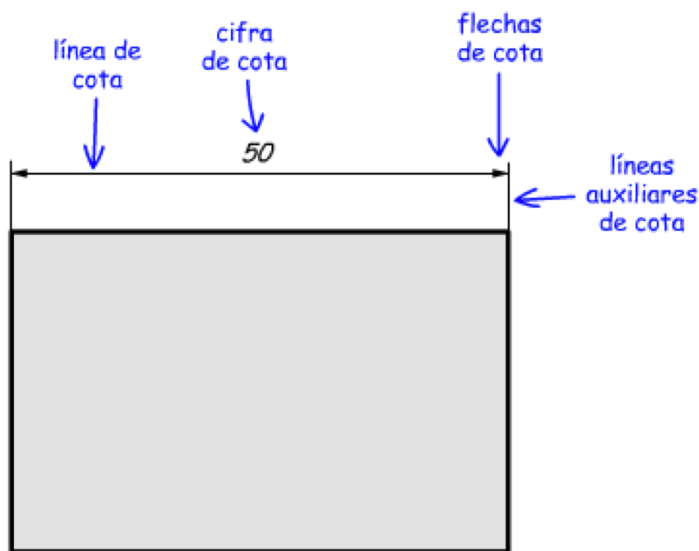 línea de
cota
cifra
de cota
flechas
de cota
50
líneas
auxiliares
de cota